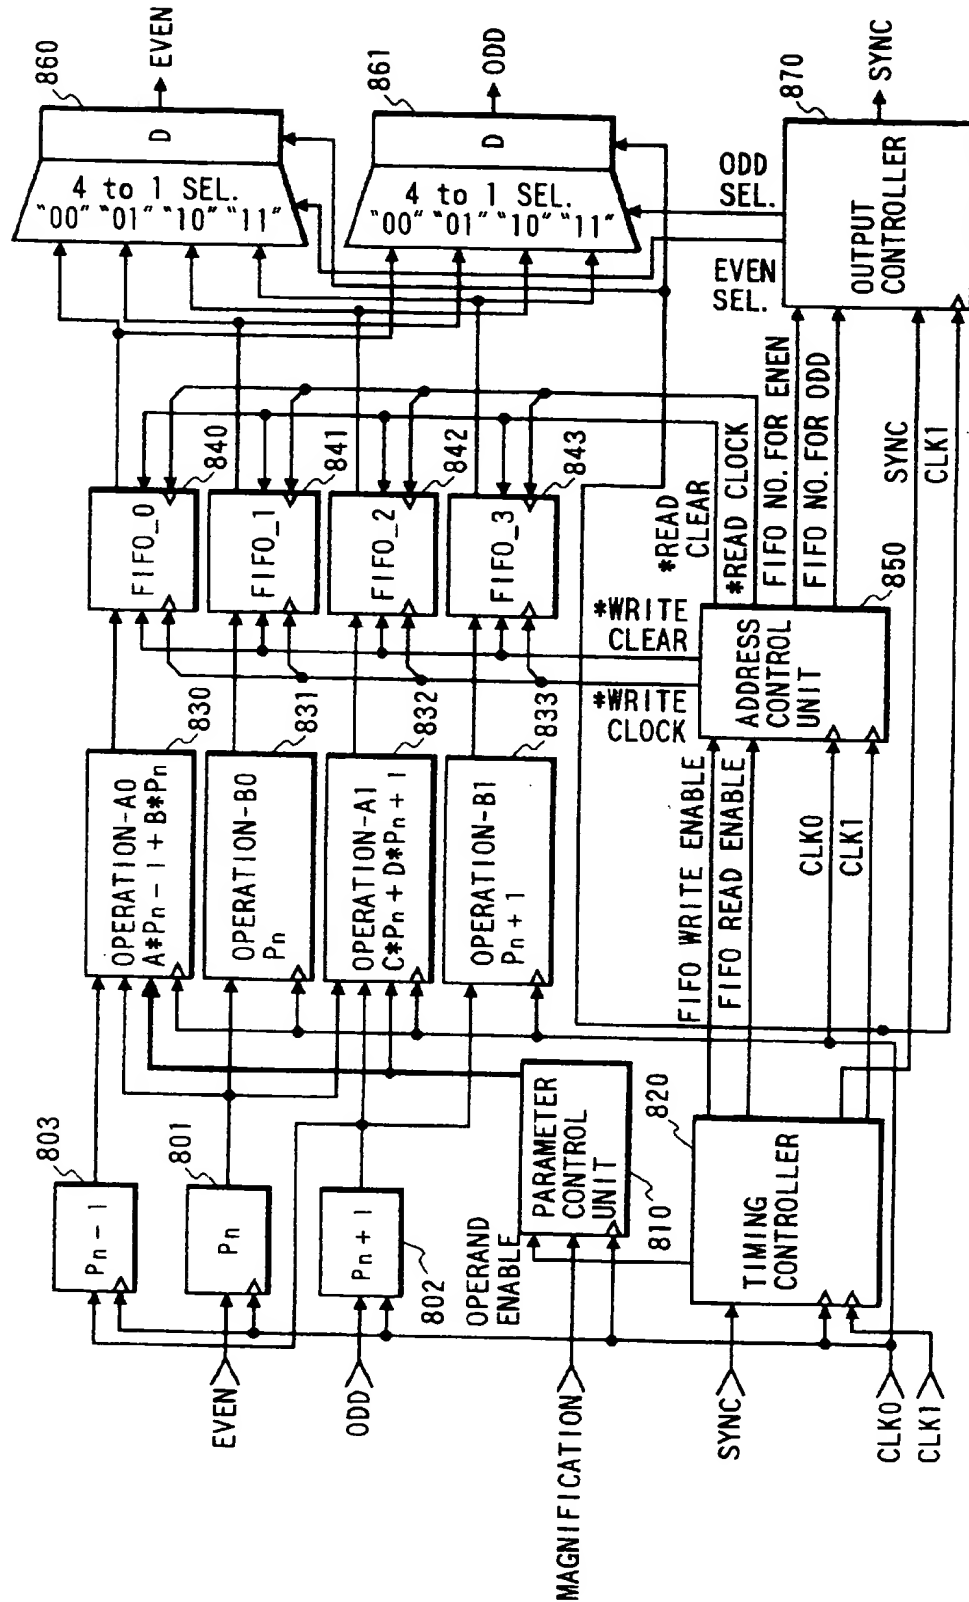 EVEN
ODD
MAGNIFICATION
SYNC
CLK0
CLK1
803
Pn-1
801
Pn
Pn+1
802
OPERAND
ENABLE
PARAMETER
CONTROL
UNIT
810
820
TIMING
CONTROLLER
OPERATION-A0
A*Pn-1+B*Pn
830
OPERATION-B0
Pn
831
OPERATION-A1
C*Pn+D*Pn+1
832
OPERATION-B1
Pn+1
833
FIFO WRITE ENABLE
FIFO READ ENABLE
CLK0
CLK1
*WRITE
CLOCK
*WRITE
CLEAR
ADDRESS
CONTROL
UNIT
850
FIFO_0
840
FIFO_1
841
FIFO_2
842
FIFO_3
843
*READ
CLEAR
*READ CLOCK
FIFO NO. FOR ENEN
FIFO NO. FOR ODD
SYNC
CLK1
4 to 1 SEL.
"00" "01" "10" "11"
D
860
EVEN
4 to 1 SEL.
"00" "01" "10" "11"
D
861
ODD
EVEN
SEL.
ODD
SEL.
OUTPUT
CONTROLLER
870
SYNC